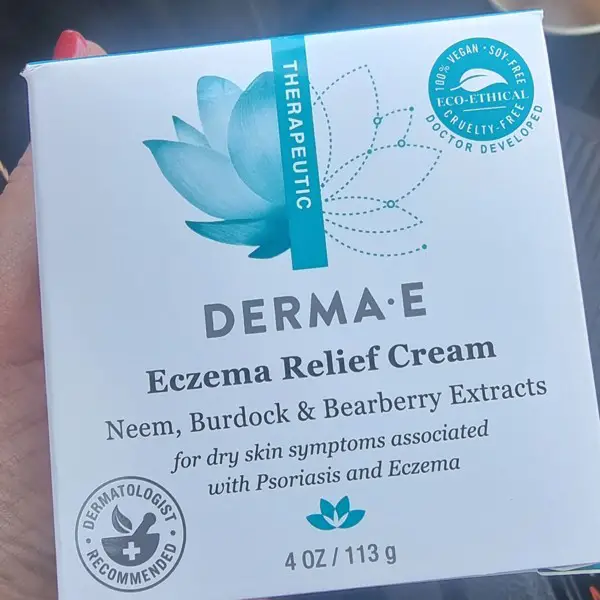 THERAPEUTIC
100% VEGAN · SOY-FREE
ECO-ETHICAL
CRUELTY-FREE
DOCTOR DEVELOPED
DERMA·E
Eczema Relief Cream
Neem, Burdock & Bearberry Extracts
for dry skin symptoms associated
with Psoriasis and Eczema
DERMATOLOGIST
RECOMMENDED
4 OZ / 113 g